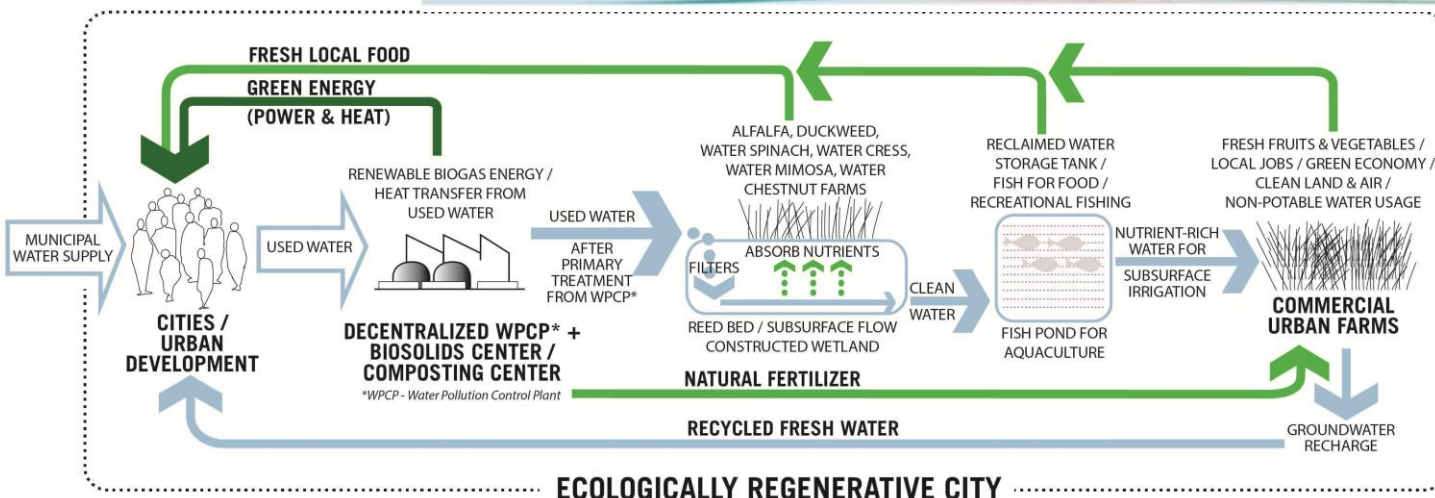 FRESH LOCAL FOOD
GREEN ENERGY
(POWER & HEAT)
MUNICIPAL
WATER SUPPLY
CITIES /
URBAN
DEVELOPMENT
USED WATER
RENEWABLE BIOGAS ENERGY /
HEAT TRANSFER FROM
USED WATER
DECENTRALIZED WPCP* +
BIOSOLIDS CENTER /
COMPOSTING CENTER
*WPCP - Water Pollution Control Plant
USED WATER
AFTER
PRIMARY
TREATMENT
FROM WPCP*
ALFALFA, DUCKWEED,
WATER SPINACH, WATER CRESS,
WATER MIMOSA, WATER
CHESTNUT FARMS
ABSORB NUTRIENTS
FILTERS
REED BED / SUBSURFACE FLOW
CONSTRUCTED WETLAND
CLEAN
WATER
RECLAIMED WATER
STORAGE TANK /
FISH FOR FOOD /
RECREATIONAL FISHING
FISH POND FOR
AQUACULTURE
NUTRIENT-RICH
WATER FOR
SUBSURFACE
IRRIGATION
FRESH FRUITS & VEGETABLES /
LOCAL JOBS / GREEN ECONOMY /
CLEAN LAND & AIR /
NON-POTABLE WATER USAGE
COMMERCIAL
URBAN FARMS
NATURAL FERTILIZER
RECYCLED FRESH WATER
GROUNDWATER
RECHARGE
ECOLOGICALLY REGENERATIVE CITY